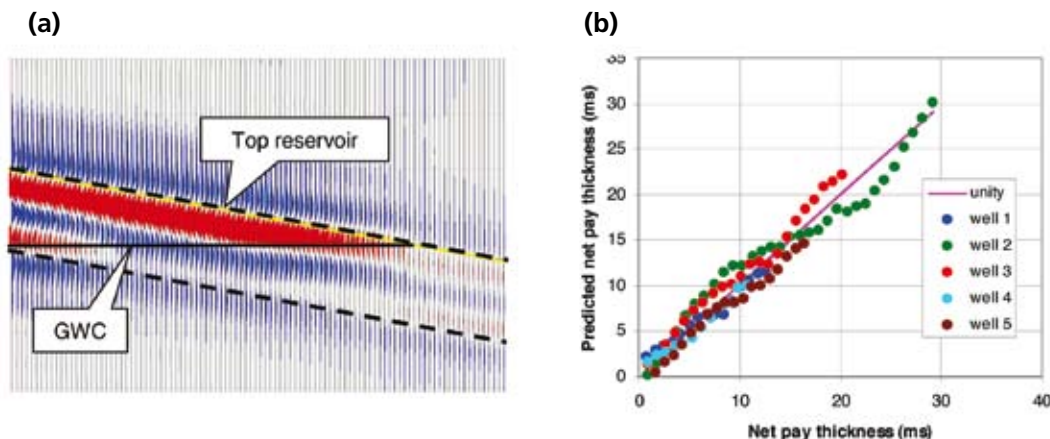 (a)
(b)
Top reservoir
GWC
Predicted net pay thickness (ms)
35
30
25
20
15
10
5
0
0 10 20 30 40
Net pay thickness (ms)
unity
well 1
well 2
well 3
well 4
well 5